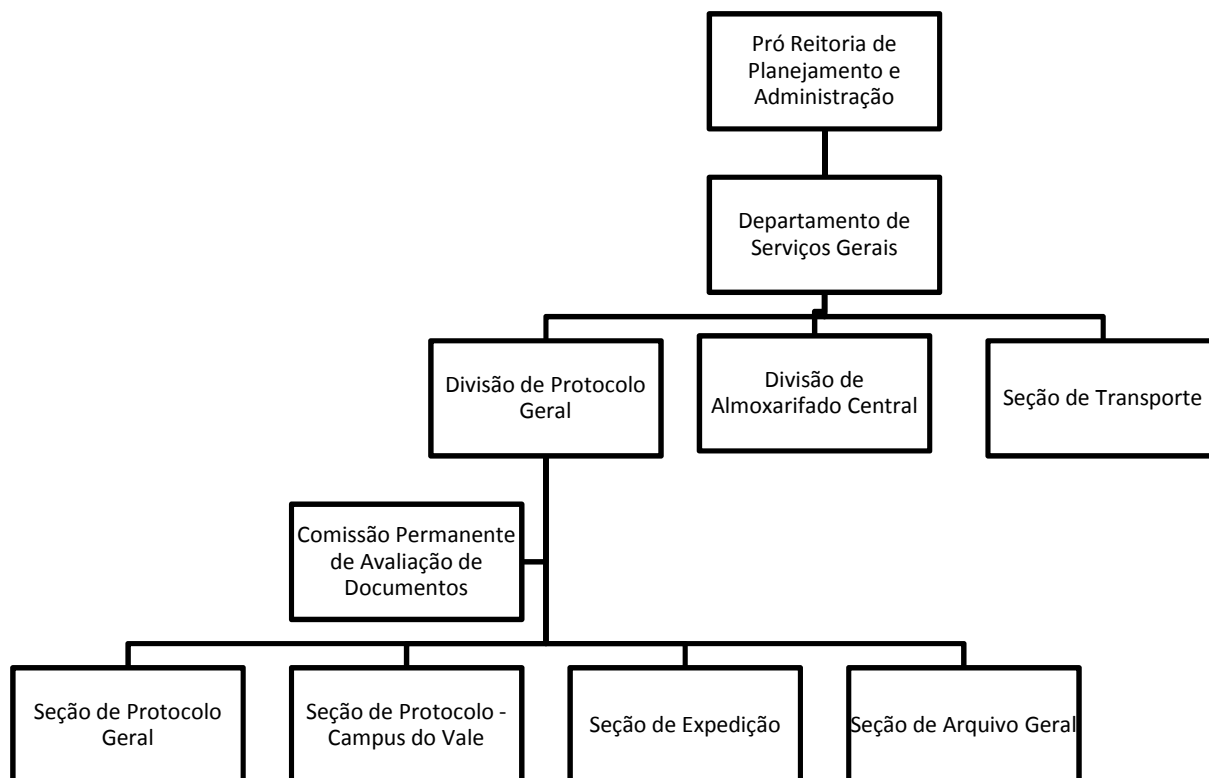 Pró Reitoria de
Planejamento e
Administração
Departamento de
Serviços Gerais
Divisão de Protocolo
Geral
Divisão de
Almoxarifado Central
Seção de Transporte
Comissão Permanente
de Avaliação de
Documentos
Seção de Protocolo
Geral
Seção de Protocolo -
Campus do Vale
Seção de Expedição
Seção de Arquivo Geral